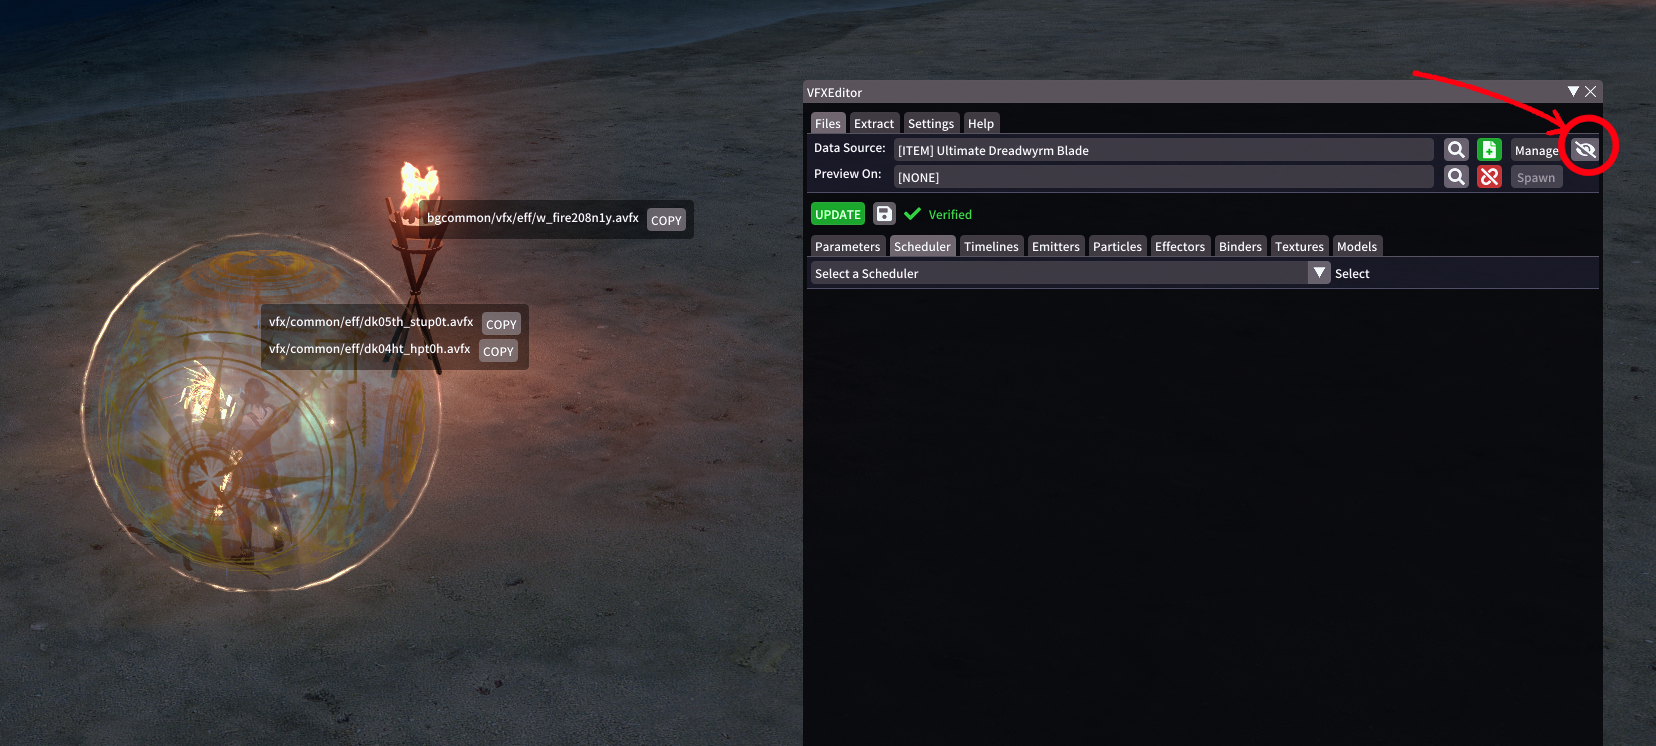 VFXEditor
Files Extract Settings Help
Data Source: [ITEM] Ultimate Dreadwyrm Blade Manage
Preview On: [NONE] Spawn
UPDATE Verified
Parameters Scheduler Timelines Emitters Particles Effectors Binders Textures Models
Select a Scheduler Select
bgcommon/vfx/eff/w_fire208n1y.avfx COPY
vfx/common/eff/dk05th_stup0t.avfx COPY
vfx/common/eff/dk04ht_hpt0h.avfx COPY